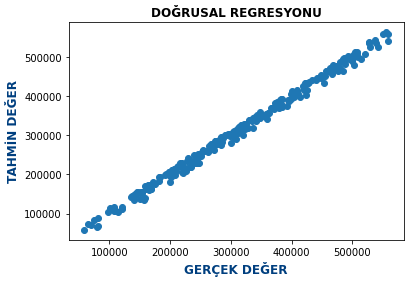 DOĞRUSAL REGRESYONU
500000
400000
300000
200000
100000
TAHMİN DEĞER
100000 200000 300000 400000 500000
GERÇEK DEĞER